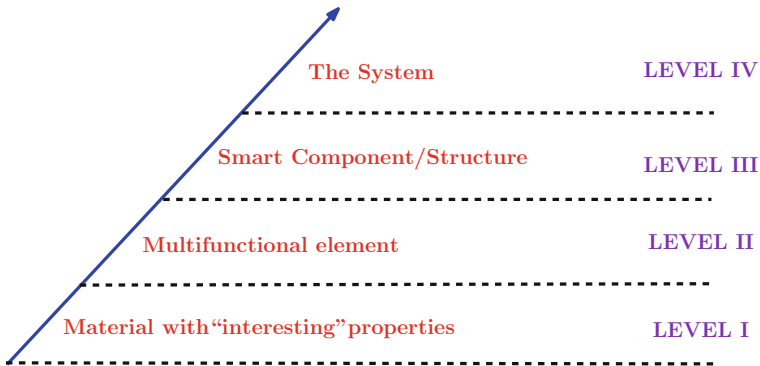 The System LEVEL IV
Smart Component/Structure LEVEL III
Multifunctional element LEVEL II
Material with “interesting” properties LEVEL I